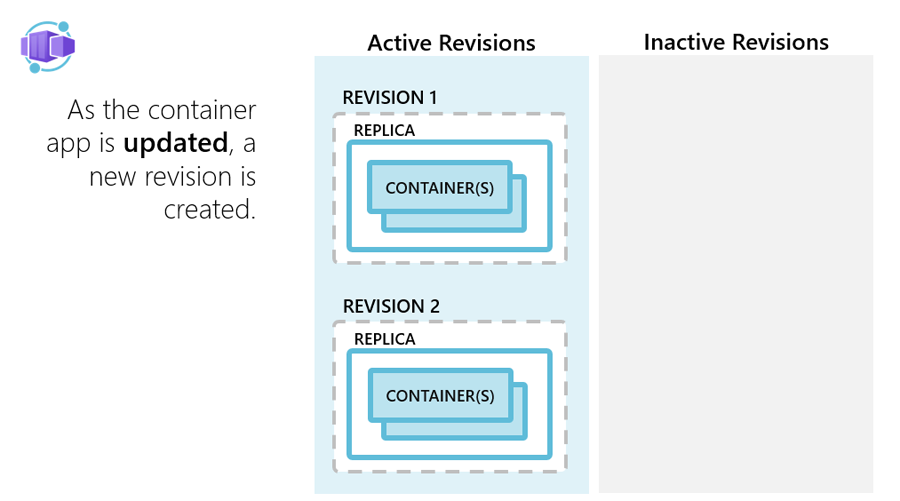 As the container
app is updated, a
new revision is
created.
Active Revisions
REVISION 1
REPLICA
CONTAINER(S)
REVISION 2
REPLICA
CONTAINER(S)
Inactive Revisions